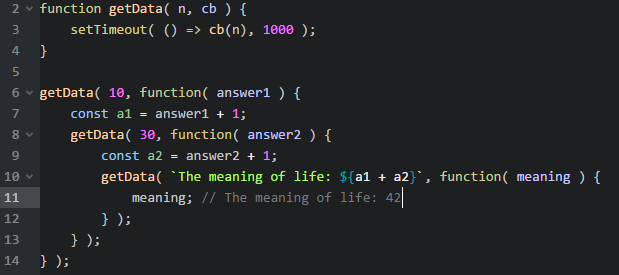 2 function getData( n, cb ) {
3     setTimeout( () => cb(n), 1000 );
4 }
5
6 getData( 10, function( answer1 ) {
7     const a1 = answer1 + 1;
8     getData( 30, function( answer2 ) {
9         const a2 = answer2 + 1;
10         getData( `The meaning of life: ${a1 + a2}`, function( meaning ) {
11             meaning; // The meaning of life: 42
12         } );
13     } );
14 } );